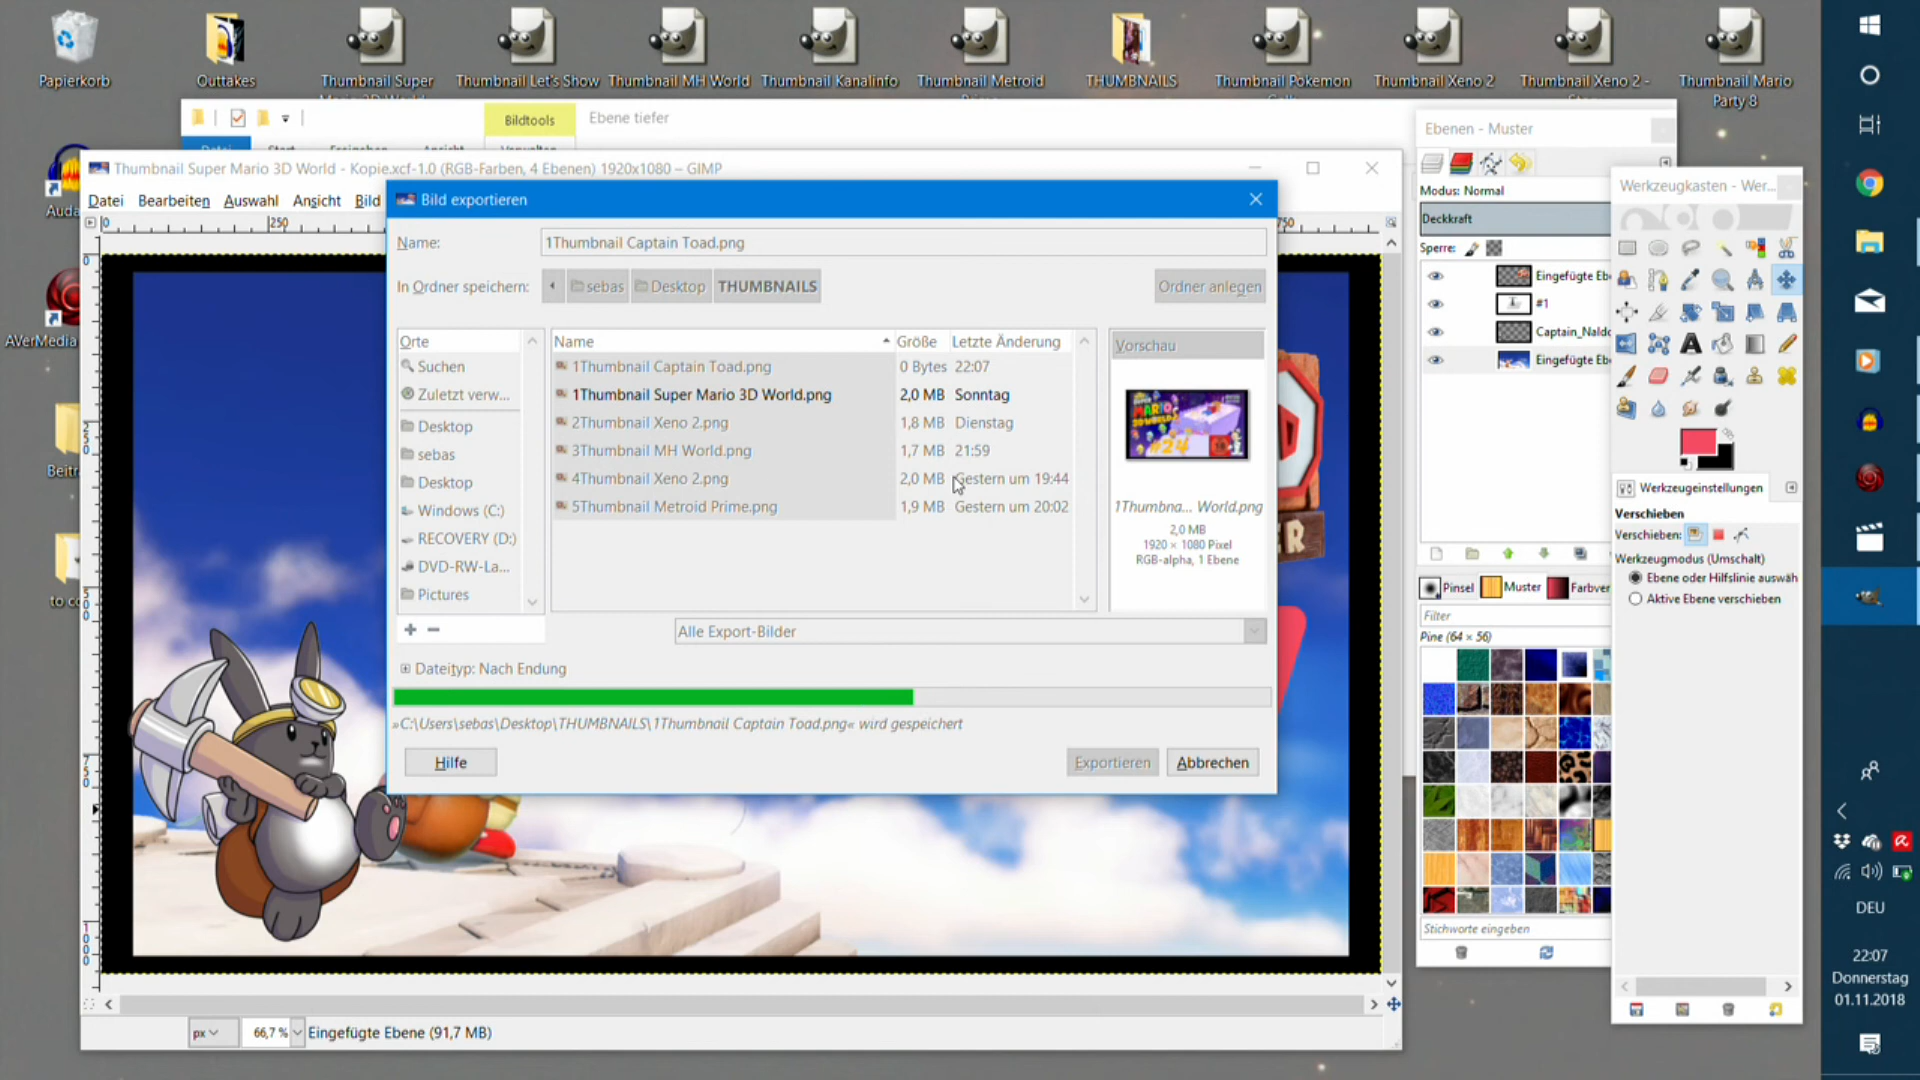 Papierkorb
Outtakes
Thumbnail Super
Thumbnail Let's Show
Thumbnail MH World
Thumbnail Kanalinfo
Thumbnail Metroid
THUMBNAILS
Thumbnail Pokemon
Thumbnail Xeno 2
Thumbnail Xeno 2 -
Thumbnail Mario
Party 8
Bildtools
Ebene tiefer
Thumbnail Super Mario 3D World - Kopie.xcf-1.0 (RGB-Farben, 4 Ebenen) 1920x1080 – GIMP
Datei Bearbeiten Auswahl Ansicht Bild
0
250
750
Bild exportieren
Name:
1Thumbnail Captain Toad.png
In Ordner speichern:
sebas
Desktop
THUMBNAILS
Ordner anlegen
Orte
Suchen
Zuletzt verw...
Desktop
sebas
Desktop
Windows (C:)
RECOVERY (D:)
DVD-RW-La...
Pictures
Name Größe Letzte Änderung
1Thumbnail Captain Toad.png 0 Bytes 22:07
1Thumbnail Super Mario 3D World.png 2,0 MB Sonntag
2Thumbnail Xeno 2.png 1,8 MB Dienstag
3Thumbnail MH World.png 1,7 MB 21:59
4Thumbnail Xeno 2.png 2,0 MB Gestern um 19:44
5Thumbnail Metroid Prime.png 1,9 MB Gestern um 20:02
Vorschau
MARIO
#24
1Thumbna... World.png
2,0 MB
1920 × 1080 Pixel
RGB-alpha, 1 Ebene
Alle Export-Bilder
Dateityp: Nach Endung
»C:\Users\sebas\Desktop\THUMBNAILS\1Thumbnail Captain Toad.png« wird gespeichert
Hilfe
Exportieren
Abbrechen
px
66,7 %
Eingefügte Ebene (91,7 MB)
Ebenen - Muster
Modus: Normal
Deckkraft
Sperre:
Eingefügte Ebe
#1
Captain_Naldo
Eingefügte Ebe
Pinsel
Muster
Farbver
Filter
Pine (64 × 56)
Stichworte eingeben
Werkzeugkasten - Wer...
Werkzeugeinstellungen
Verschieben
Verschieben:
Werkzeugmodus (Umschalt)
Ebene oder Hilfslinie auswäh
Aktive Ebene verschieben
AVerMedia
DEU
22:07
Donnerstag
01.11.2018